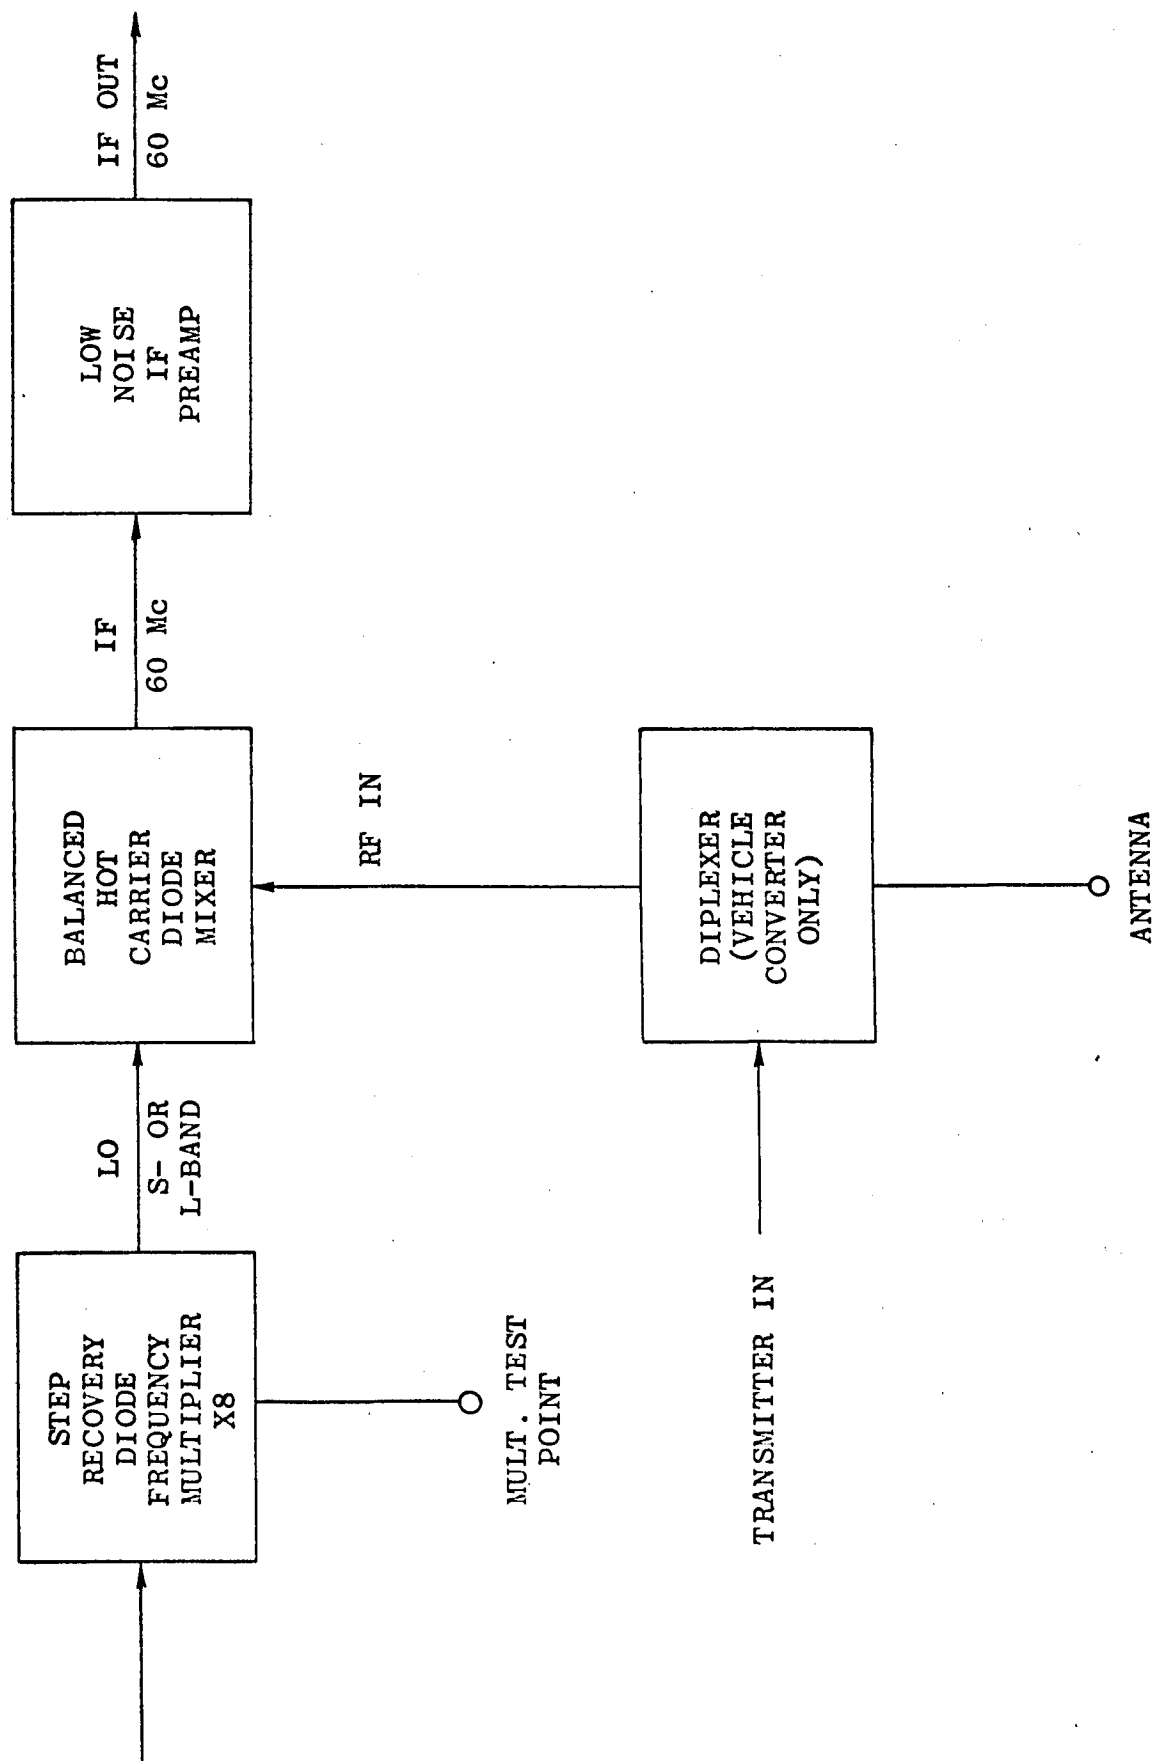 STEP
RECOVERY
DIODE
FREQUENCY
MULTIPLIER
X8
LO
S- OR
L-BAND
BALANCED
HOT
CARRIER
DIODE
MIXER
IF
60 Mc
LOW
NOISE
IF
PREAMP
IF OUT
60 Mc
MULT. TEST
POINT
RF IN
TRANSMITTER IN
DIPLEXER
(VEHICLE
CONVERTER
ONLY)
ANTENNA